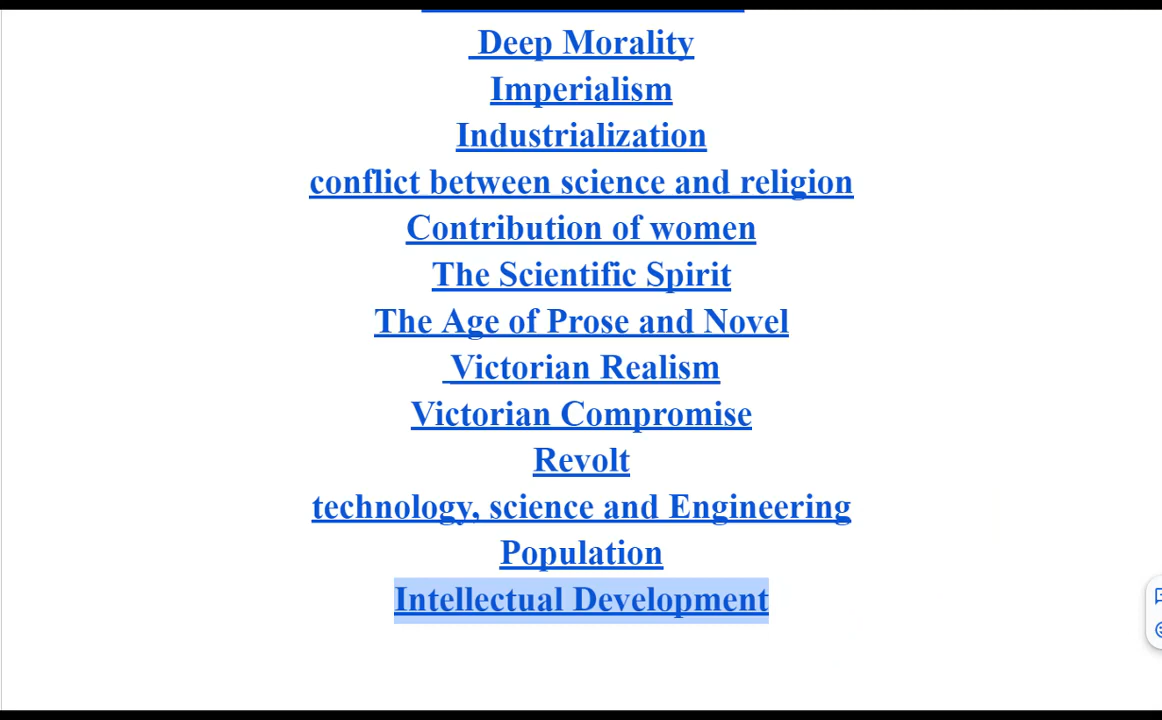 Deep Morality
Imperialism
Industrialization
conflict between science and religion
Contribution of women
The Scientific Spirit
The Age of Prose and Novel
Victorian Realism
Victorian Compromise
Revolt
technology, science and Engineering
Population
Intellectual Development